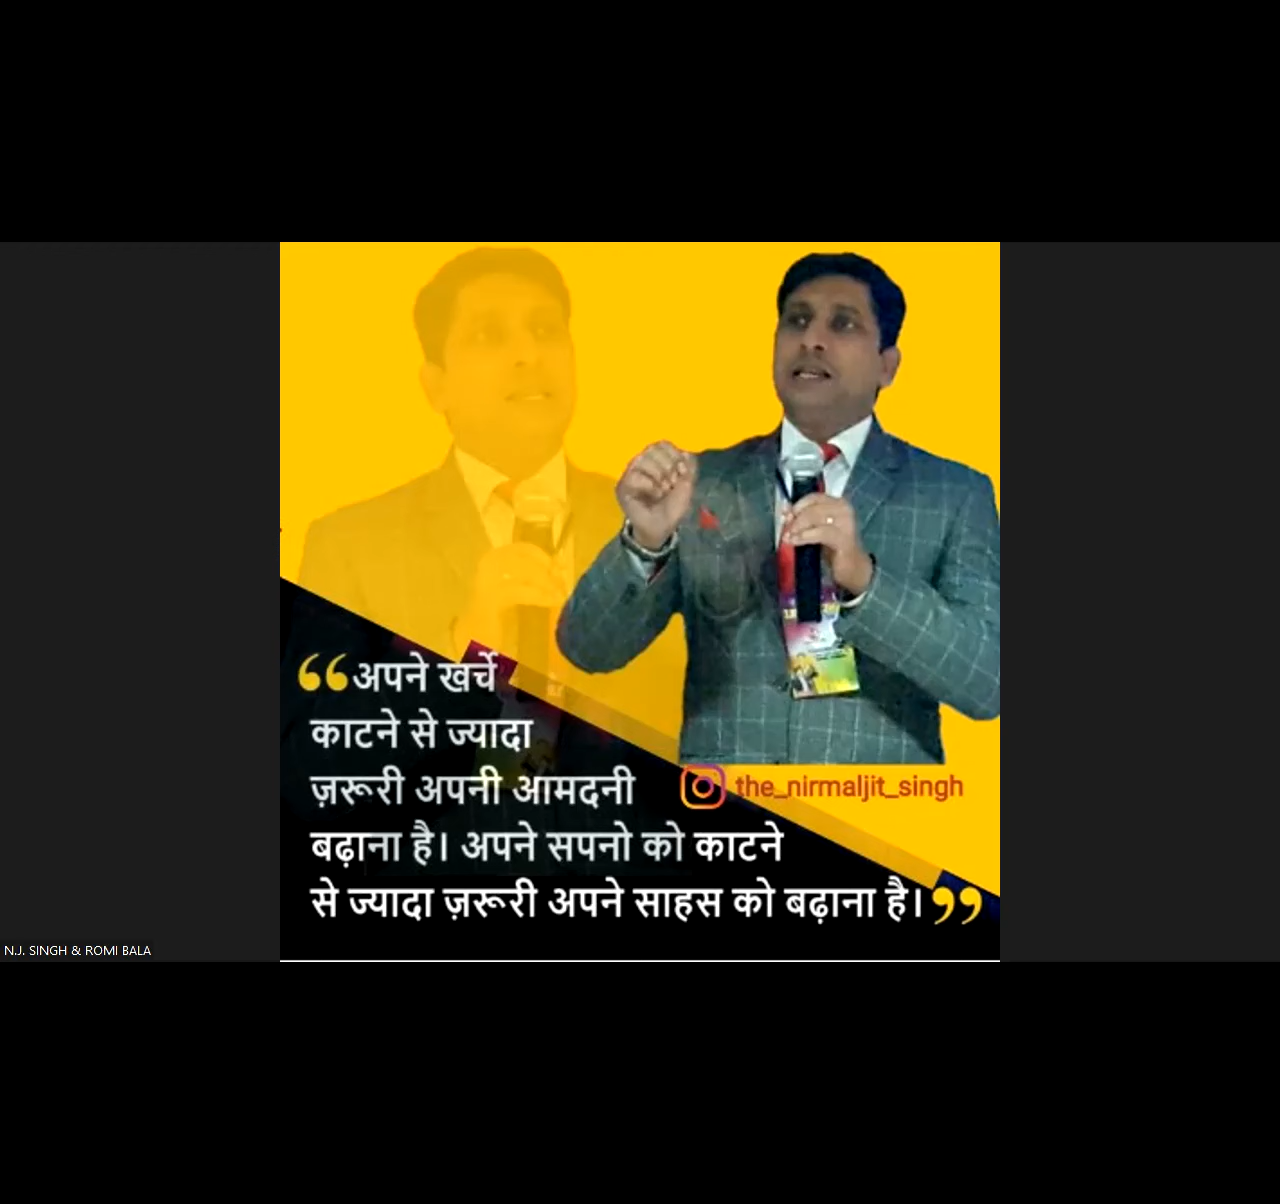 “अपने खर्चे
काटने से ज्यादा
ज़रूरी अपनी आमदनी
the_nirmaljit_singh
बढ़ाना है। अपने सपनो को काटने
से ज्यादा ज़रूरी अपने साहस को बढ़ाना है।”
N.J. SINGH & ROMI BALA